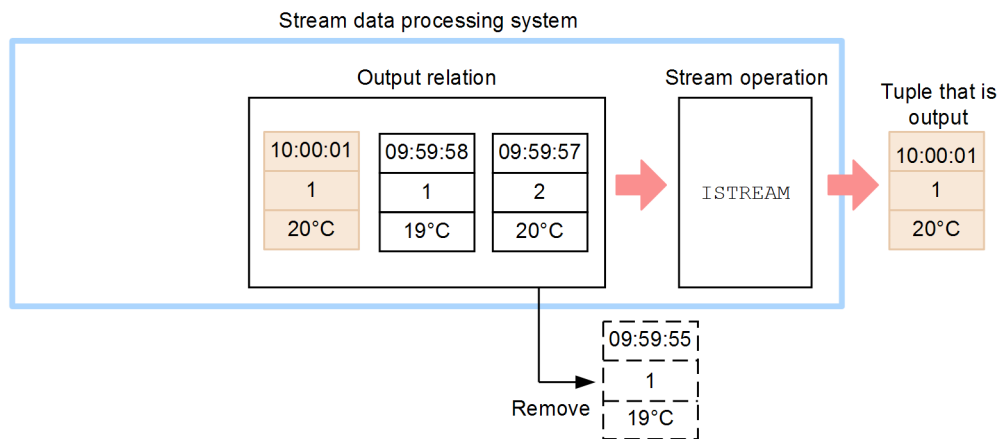 Stream data processing system
Output relation
Stream operation
Tuple that is
output
10:00:01
1
20°C
09:59:58
1
19°C
09:59:57
2
20°C
ISTREAM
10:00:01
1
20°C
Remove
09:59:55
1
19°C